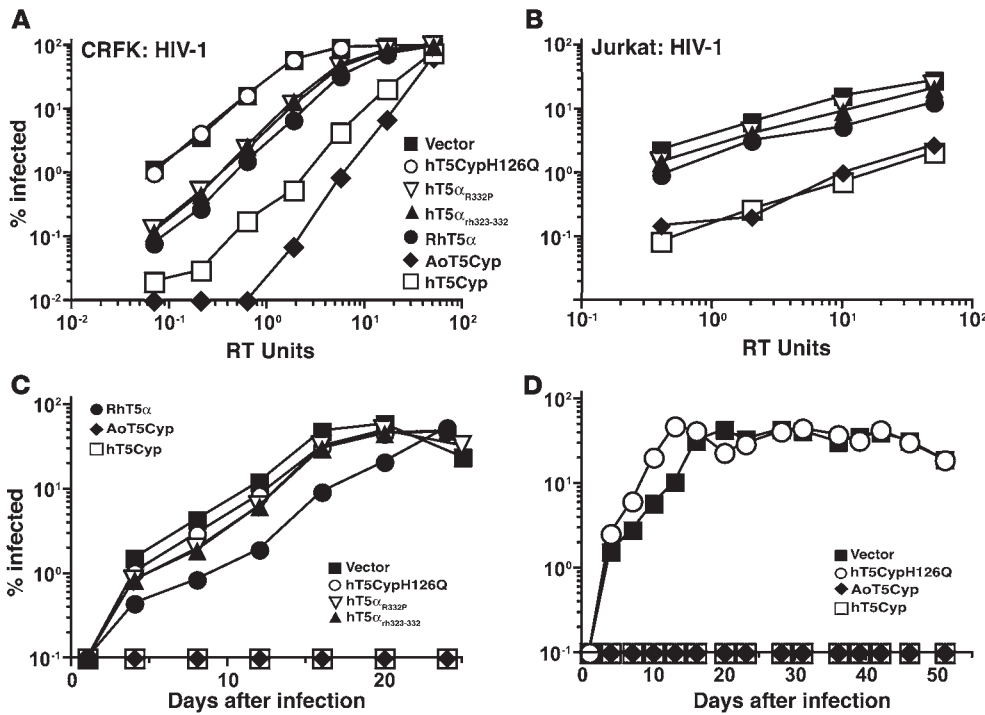 A
CRFK: HIV-1
% infected
10²
10¹
10⁰
10⁻¹
10⁻²
10⁻² 10⁻¹ 10⁰ 10¹ 10²
RT Units
Vector
hT5CypH126Q
hT5α_R332P
hT5α_rh323-332
RhT5α
AoT5Cyp
hT5Cyp
B
Jurkat: HIV-1
10²
10¹
10⁰
10⁻¹
10⁻¹ 10⁰ 10¹ 10²
RT Units
C
% infected
10²
10¹
10⁰
10⁻¹
RhT5α
AoT5Cyp
hT5Cyp
Vector
hT5CypH126Q
hT5α_R332P
hT5α_rh323-332
0 10 20
Days after infection
D
10²
10¹
10⁰
10⁻¹
Vector
hT5CypH126Q
AoT5Cyp
hT5Cyp
0 10 20 30 40 50
Days after infection